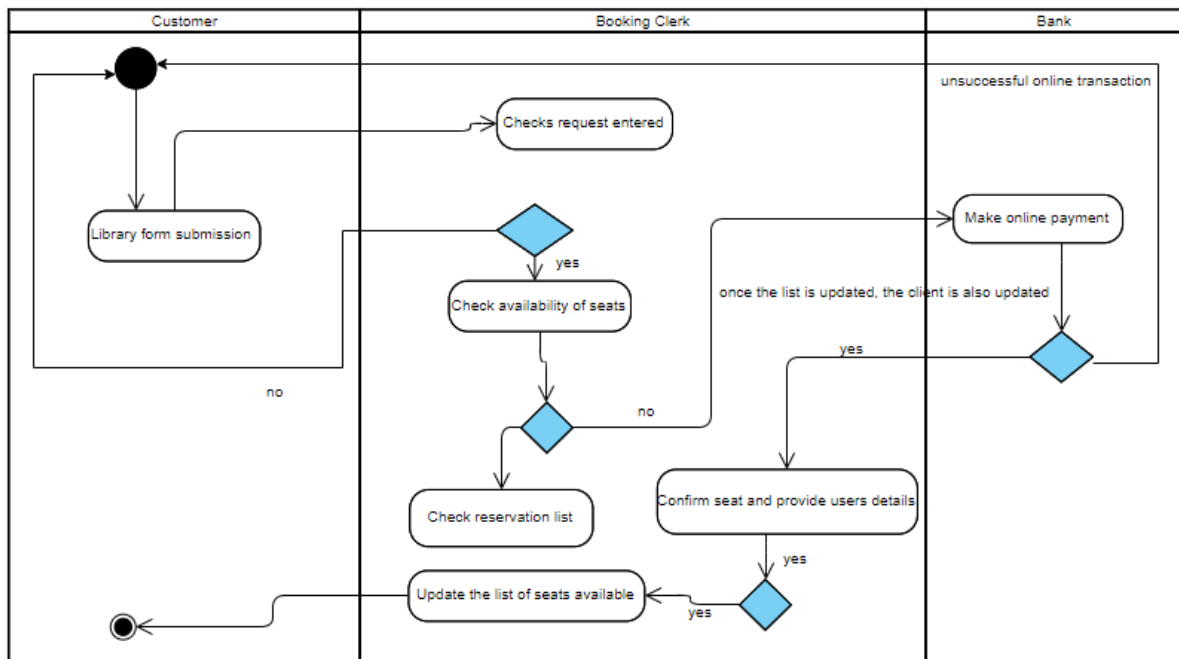 Customer
Booking Clerk
Bank
unsuccessful online transaction
Checks request entered
Library form submission
Make online payment
yes
Check availability of seats
once the list is updated, the client is also updated
yes
no
no
Check reservation list
Confirm seat and provide users details
yes
Update the list of seats available
yes